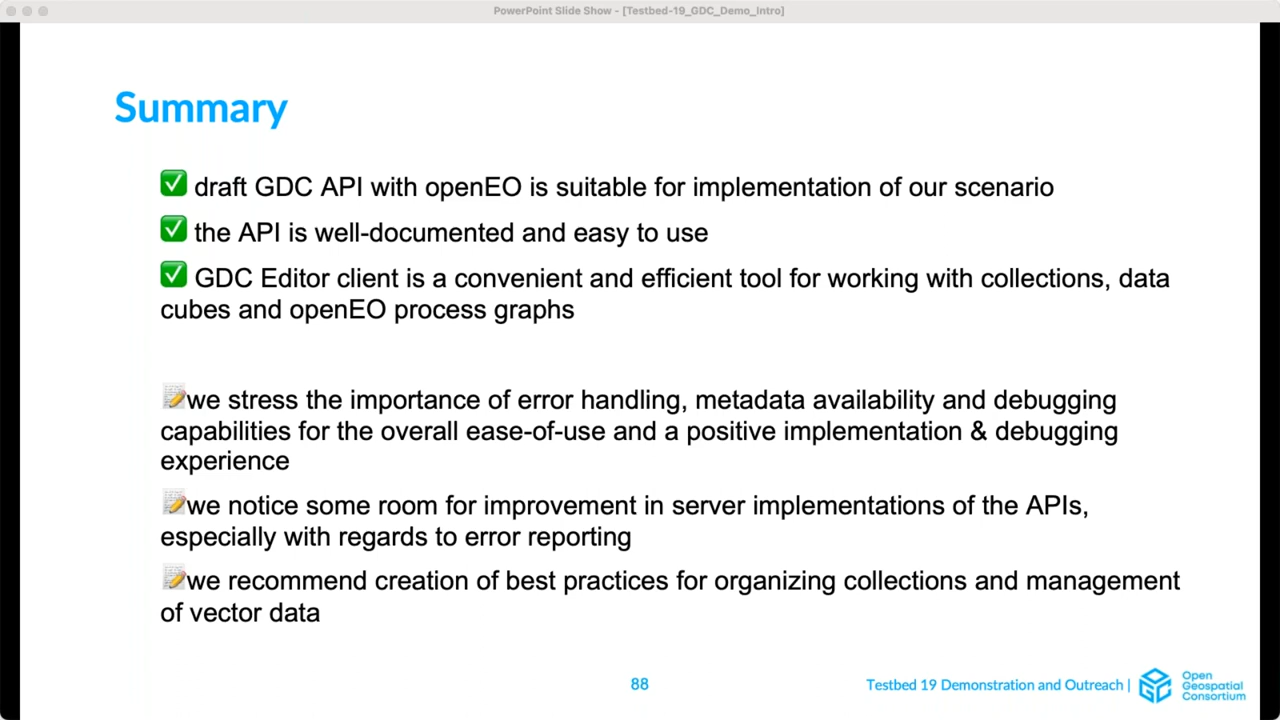 PowerPoint Slide Show - [Testbed-19_GDC_Demo_Intro]
Summary
✅ draft GDC API with openEO is suitable for implementation of our scenario
✅ the API is well-documented and easy to use
✅ GDC Editor client is a convenient and efficient tool for working with collections, data
cubes and openEO process graphs
📝we stress the importance of error handling, metadata availability and debugging
capabilities for the overall ease-of-use and a positive implementation & debugging
experience
📝we notice some room for improvement in server implementations of the APIs,
especially with regards to error reporting
📝we recommend creation of best practices for organizing collections and management
of vector data
88
Testbed 19 Demonstration and Outreach |
Open
Geospatial
Consortium